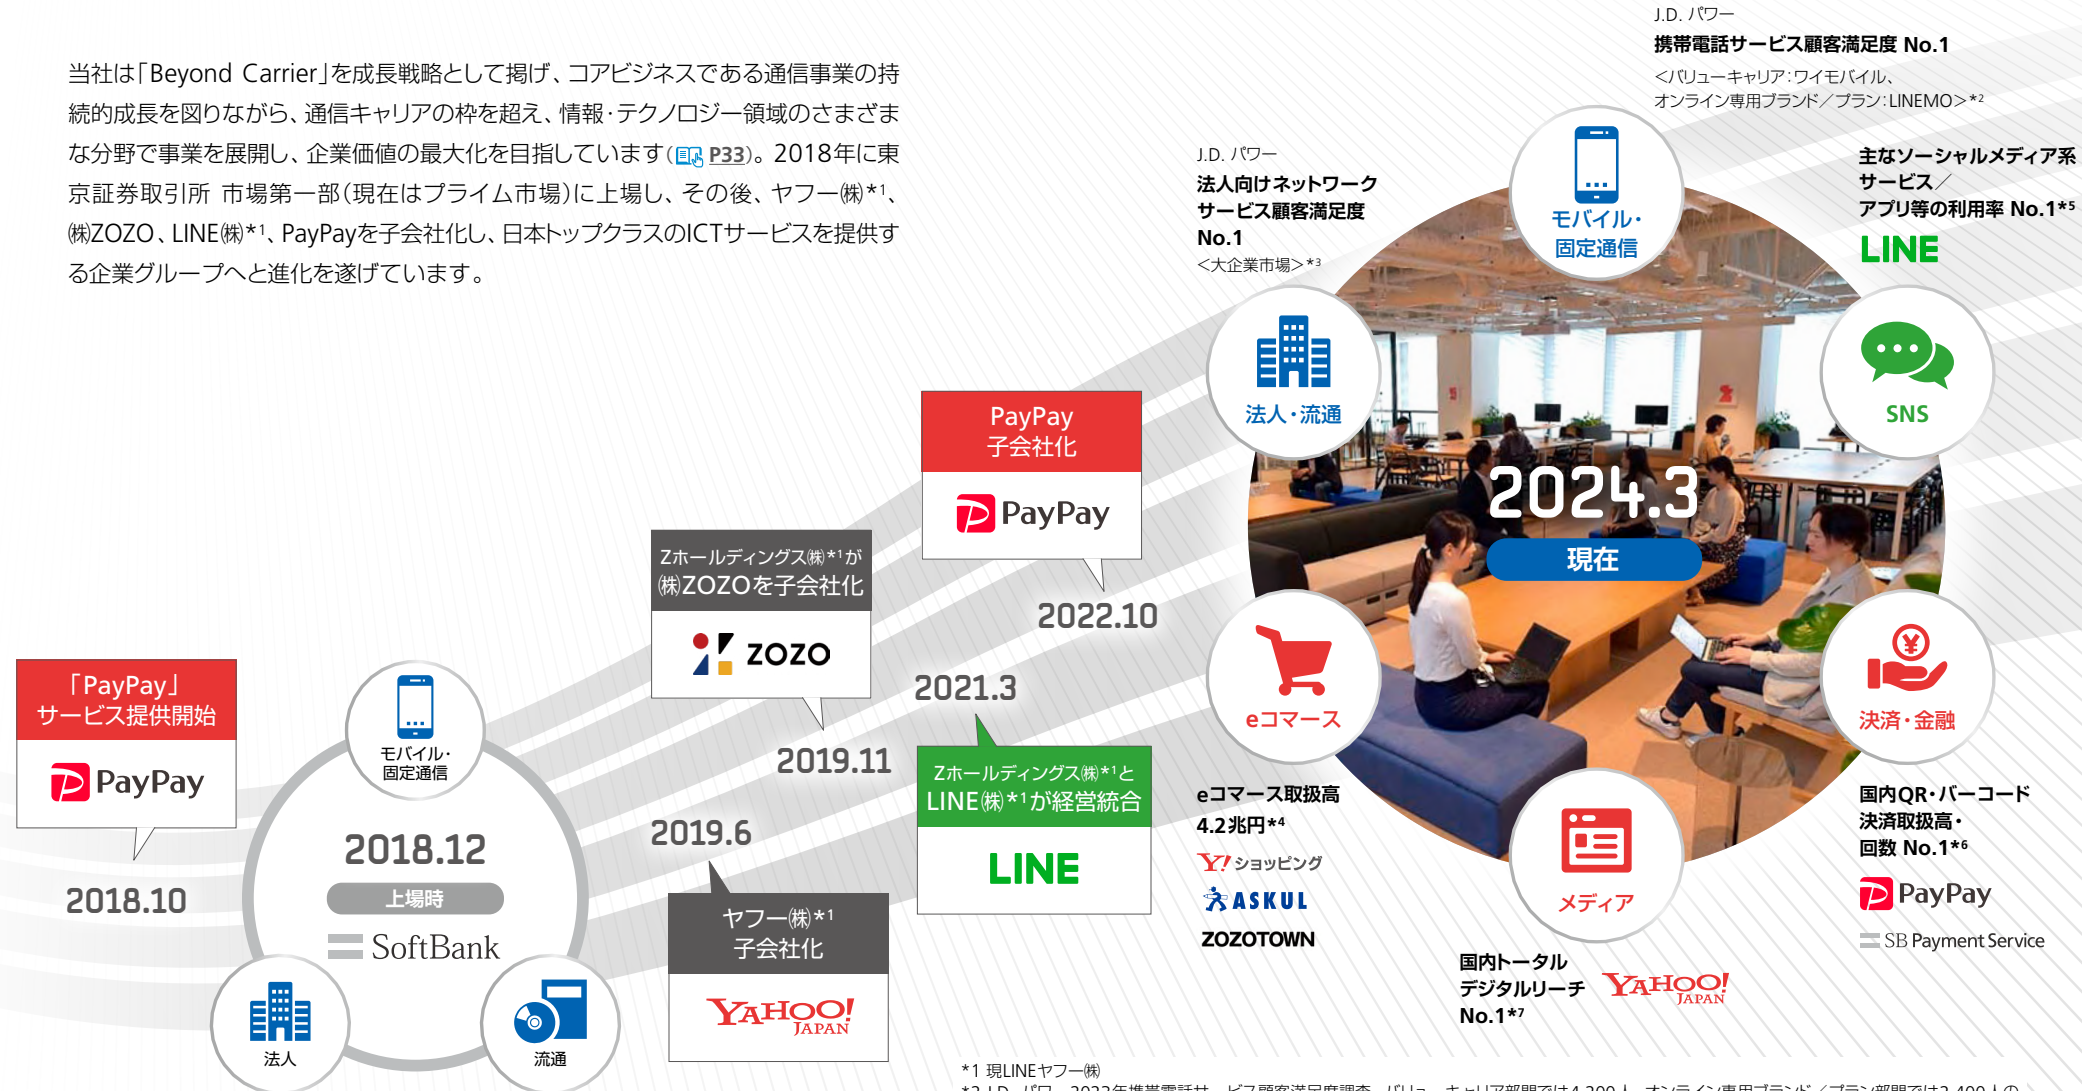 当社は「Beyond Carrier」を成長戦略として掲げ、コアビジネスである通信事業の持
続的成長を図りながら、通信キャリアの枠を超え、情報・テクノロジー領域のさまざま
な分野で事業を展開し、企業価値の最大化を目指しています( P33)。2018年に東
京証券取引所 市場第一部(現在はプライム市場)に上場し、その後、ヤフー㈱*1、
㈱ZOZO、LINE㈱*1、PayPayを子会社化し、日本トップクラスのICTサービスを提供す
る企業グループへと進化を遂げています。
「PayPay」
サービス提供開始
PayPay
2018.10
モバイル・
固定通信
2018.12
上場時
SoftBank
法人
流通
2019.6
ヤフー㈱*1
子会社化
YAHOO!
JAPAN
Zホールディングス㈱*1が
㈱ZOZOを子会社化
ZOZO
2019.11
2021.3
Zホールディングス㈱*1と
LINE㈱*1が経営統合
LINE
PayPay
子会社化
PayPay
2022.10
2024.3
現在
J.D. パワー
携帯電話サービス顧客満足度 No.1
<バリューキャリア:ワイモバイル、
オンライン専用ブランド/プラン:LINEMO>*2
モバイル・
固定通信
J.D. パワー
法人向けネットワーク
サービス顧客満足度
No.1
<大企業市場>*3
法人・流通
主なソーシャルメディア系
サービス/
アプリ等の利用率 No.1*5
LINE
SNS
eコマース
eコマース取扱高
4.2兆円*4
Y!ショッピング
ASKUL
ZOZOTOWN
メディア
国内トータル
デジタルリーチ
No.1*7
YAHOO!
JAPAN
決済・金融
国内QR・バーコード
決済取扱高・
回数 No.1*6
PayPay
SB Payment Service
*1 現LINEヤフー㈱